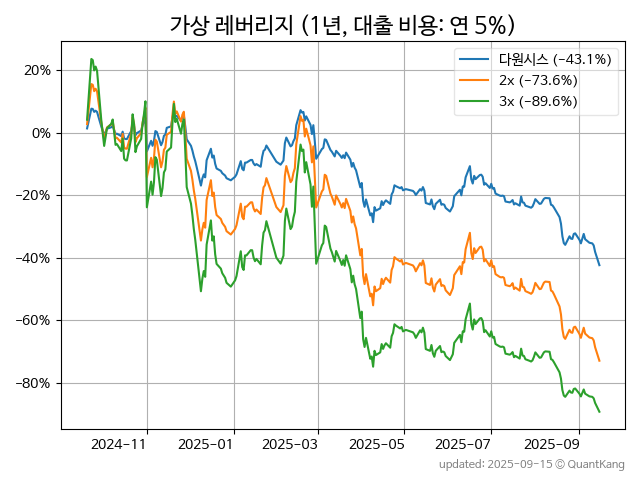 가상 레버리지 (1년, 대출 비용: 연 5%)
다원시스 (−43.1%)
2x (−73.6%)
3x (−89.6%)
20%
0%
−20%
−40%
−60%
−80%
2024-11
2025-01
2025-03
2025-05
2025-07
2025-09
updated: 2025-09-15 © QuantKang